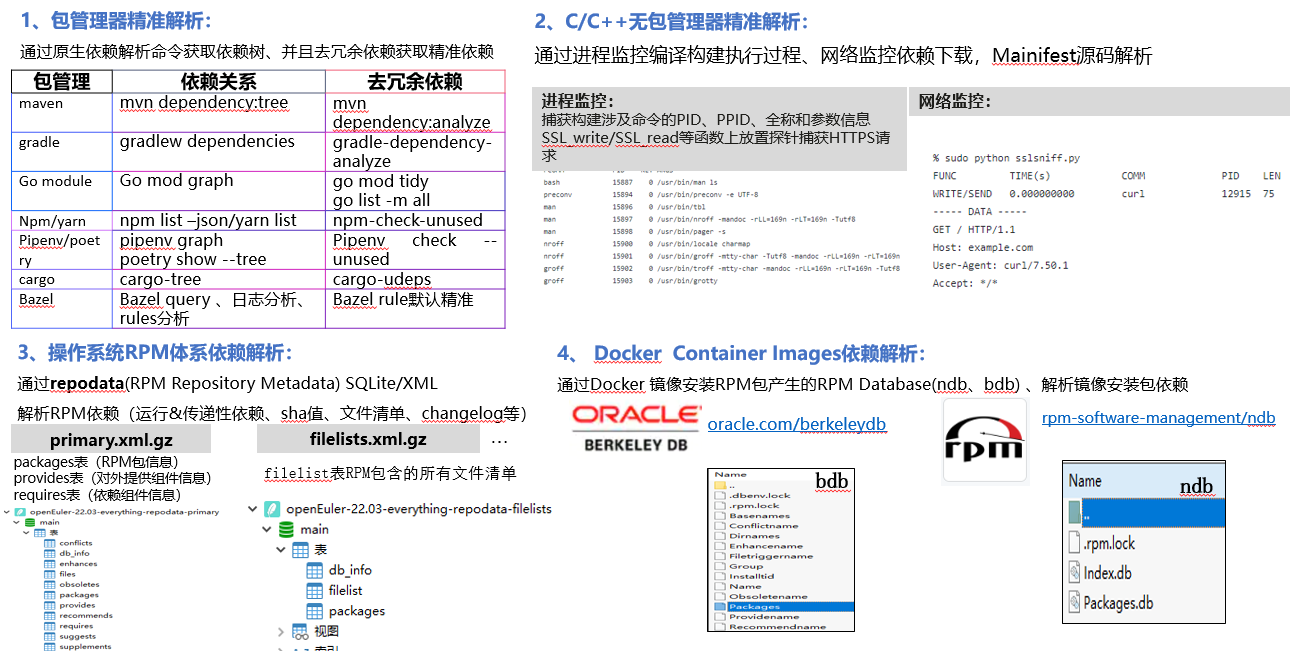 1、包管理器精准解析：
通过原生依赖解析命令获取依赖树、并且去冗余依赖获取精准依赖
包管理 依赖关系 去冗余依赖
maven mvn dependency:tree mvn
dependency:analyze
gradle gradlew dependencies gradle-dependency-
analyze
Go module Go mod graph go mod tidy
go list -m all
Npm/yarn npm list –json/yarn list npm-check-unused
Pipenv/poet pipenv graph Pipenv check --
ry poetry show --tree unused
cargo cargo-tree cargo-udeps
Bazel Bazel query 、日志分析、 Bazel rule默认精准
rules分析
2、C/C++无包管理器精准解析：
通过进程监控编译构建执行过程、网络监控依赖下载，Mainifest源码解析
进程监控：
捕获构建涉及命令的PID、PPID、全称和参数信息
SSL_write/SSL_read等函数上放置探针捕获HTTPS请
求
bash 15887 0 /usr/bin/man ls
preconv 15894 0 /usr/bin/preconv -e UTF-8
man 15896 0 /usr/bin/tbl
man 15897 0 /usr/bin/nroff -mandoc -rLL=169n -rLT=169n -Tutf8
man 15898 0 /usr/bin/pager -s
nroff 15900 0 /usr/bin/locale charmap
nroff 15901 0 /usr/bin/groff -mtty-char -Tutf8 -mandoc -rLL=169n -rLT=169n
groff 15902 0 /usr/bin/troff -mtty-char -mandoc -rLL=169n -rLT=169n -Tutf8
groff 15903 0 /usr/bin/grotty
网络监控：
% sudo python sslsniff.py
FUNC TIME(s) COMM PID LEN
WRITE/SEND 0.000000000 curl 12915 75
----- DATA -----
GET / HTTP/1.1
Host: example.com
User-Agent: curl/7.50.1
Accept: */*
3、操作系统RPM体系依赖解析：
通过repodata(RPM Repository Metadata) SQLite/XML
解析RPM依赖（运行&传递性依赖、sha值、文件清单、changelog等）
primary.xml.gz
packages表（RPM包信息）
provides表（对外提供组件信息）
requires表（依赖组件信息）
openEuler-22.03-everything-repodata-primary
main
表
conflicts
db_info
enhances
files
obsoletes
packages
provides
recommends
requires
suggests
supplements
filelists.xml.gz …
filelist表RPM包含的所有文件清单
openEuler-22.03-everything-repodata-filelists
main
表
db_info
filelist
packages
视图
4、 Docker Container Images依赖解析：
通过Docker 镜像安装RPM包产生的RPM Database(ndb、bdb) 、解析镜像安装包依赖
ORACLE
BERKELEY DB
oracle.com/berkeleydb
rpm
rpm-software-management/ndb
Name
bdb
..
.dbenv.lock
.rpm.lock
Basenames
Conflictname
Dirnames
Enhancename
Filetriggername
Group
Installtid
Name
Obsoletename
Packages
Providename
Recommendname
Name
ndb
..
.rpm.lock
Index.db
Packages.db